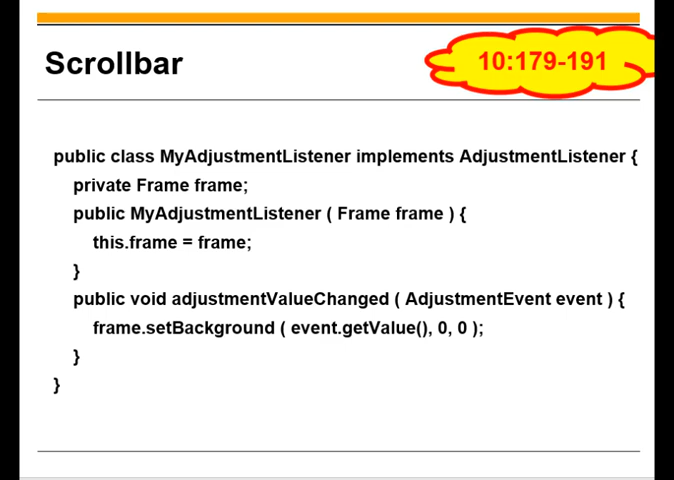 Scrollbar
10:179-191
public class MyAdjustmentListener implements AdjustmentListener {
private Frame frame;
public MyAdjustmentListener ( Frame frame ) {
this.frame = frame;
}
public void adjustmentValueChanged ( AdjustmentEvent event ) {
frame.setBackground ( event.getValue(), 0, 0 );
}
}